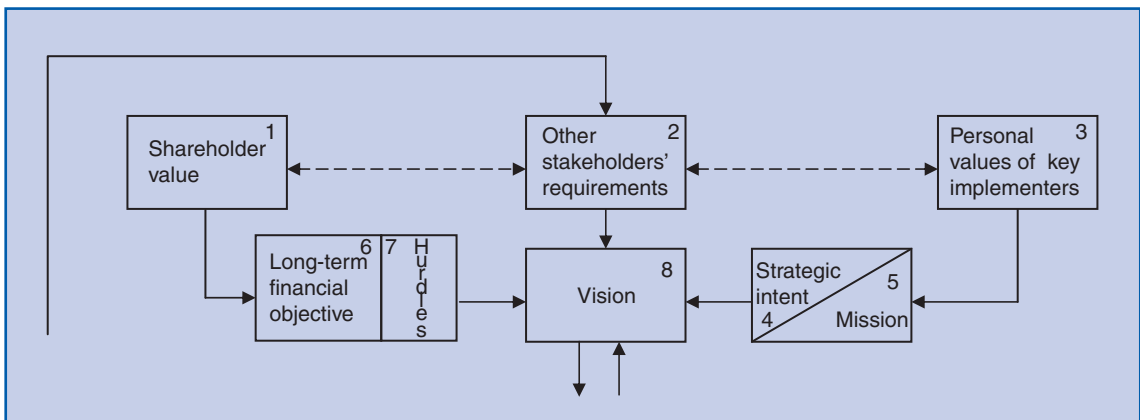 1
Shareholder
value
2
Other
stakeholders'
requirements
3
Personal
values of key
implementers
6
Long-term
financial
objective
7
Hurdles
8
Vision
Strategic
intent
4
5
Mission